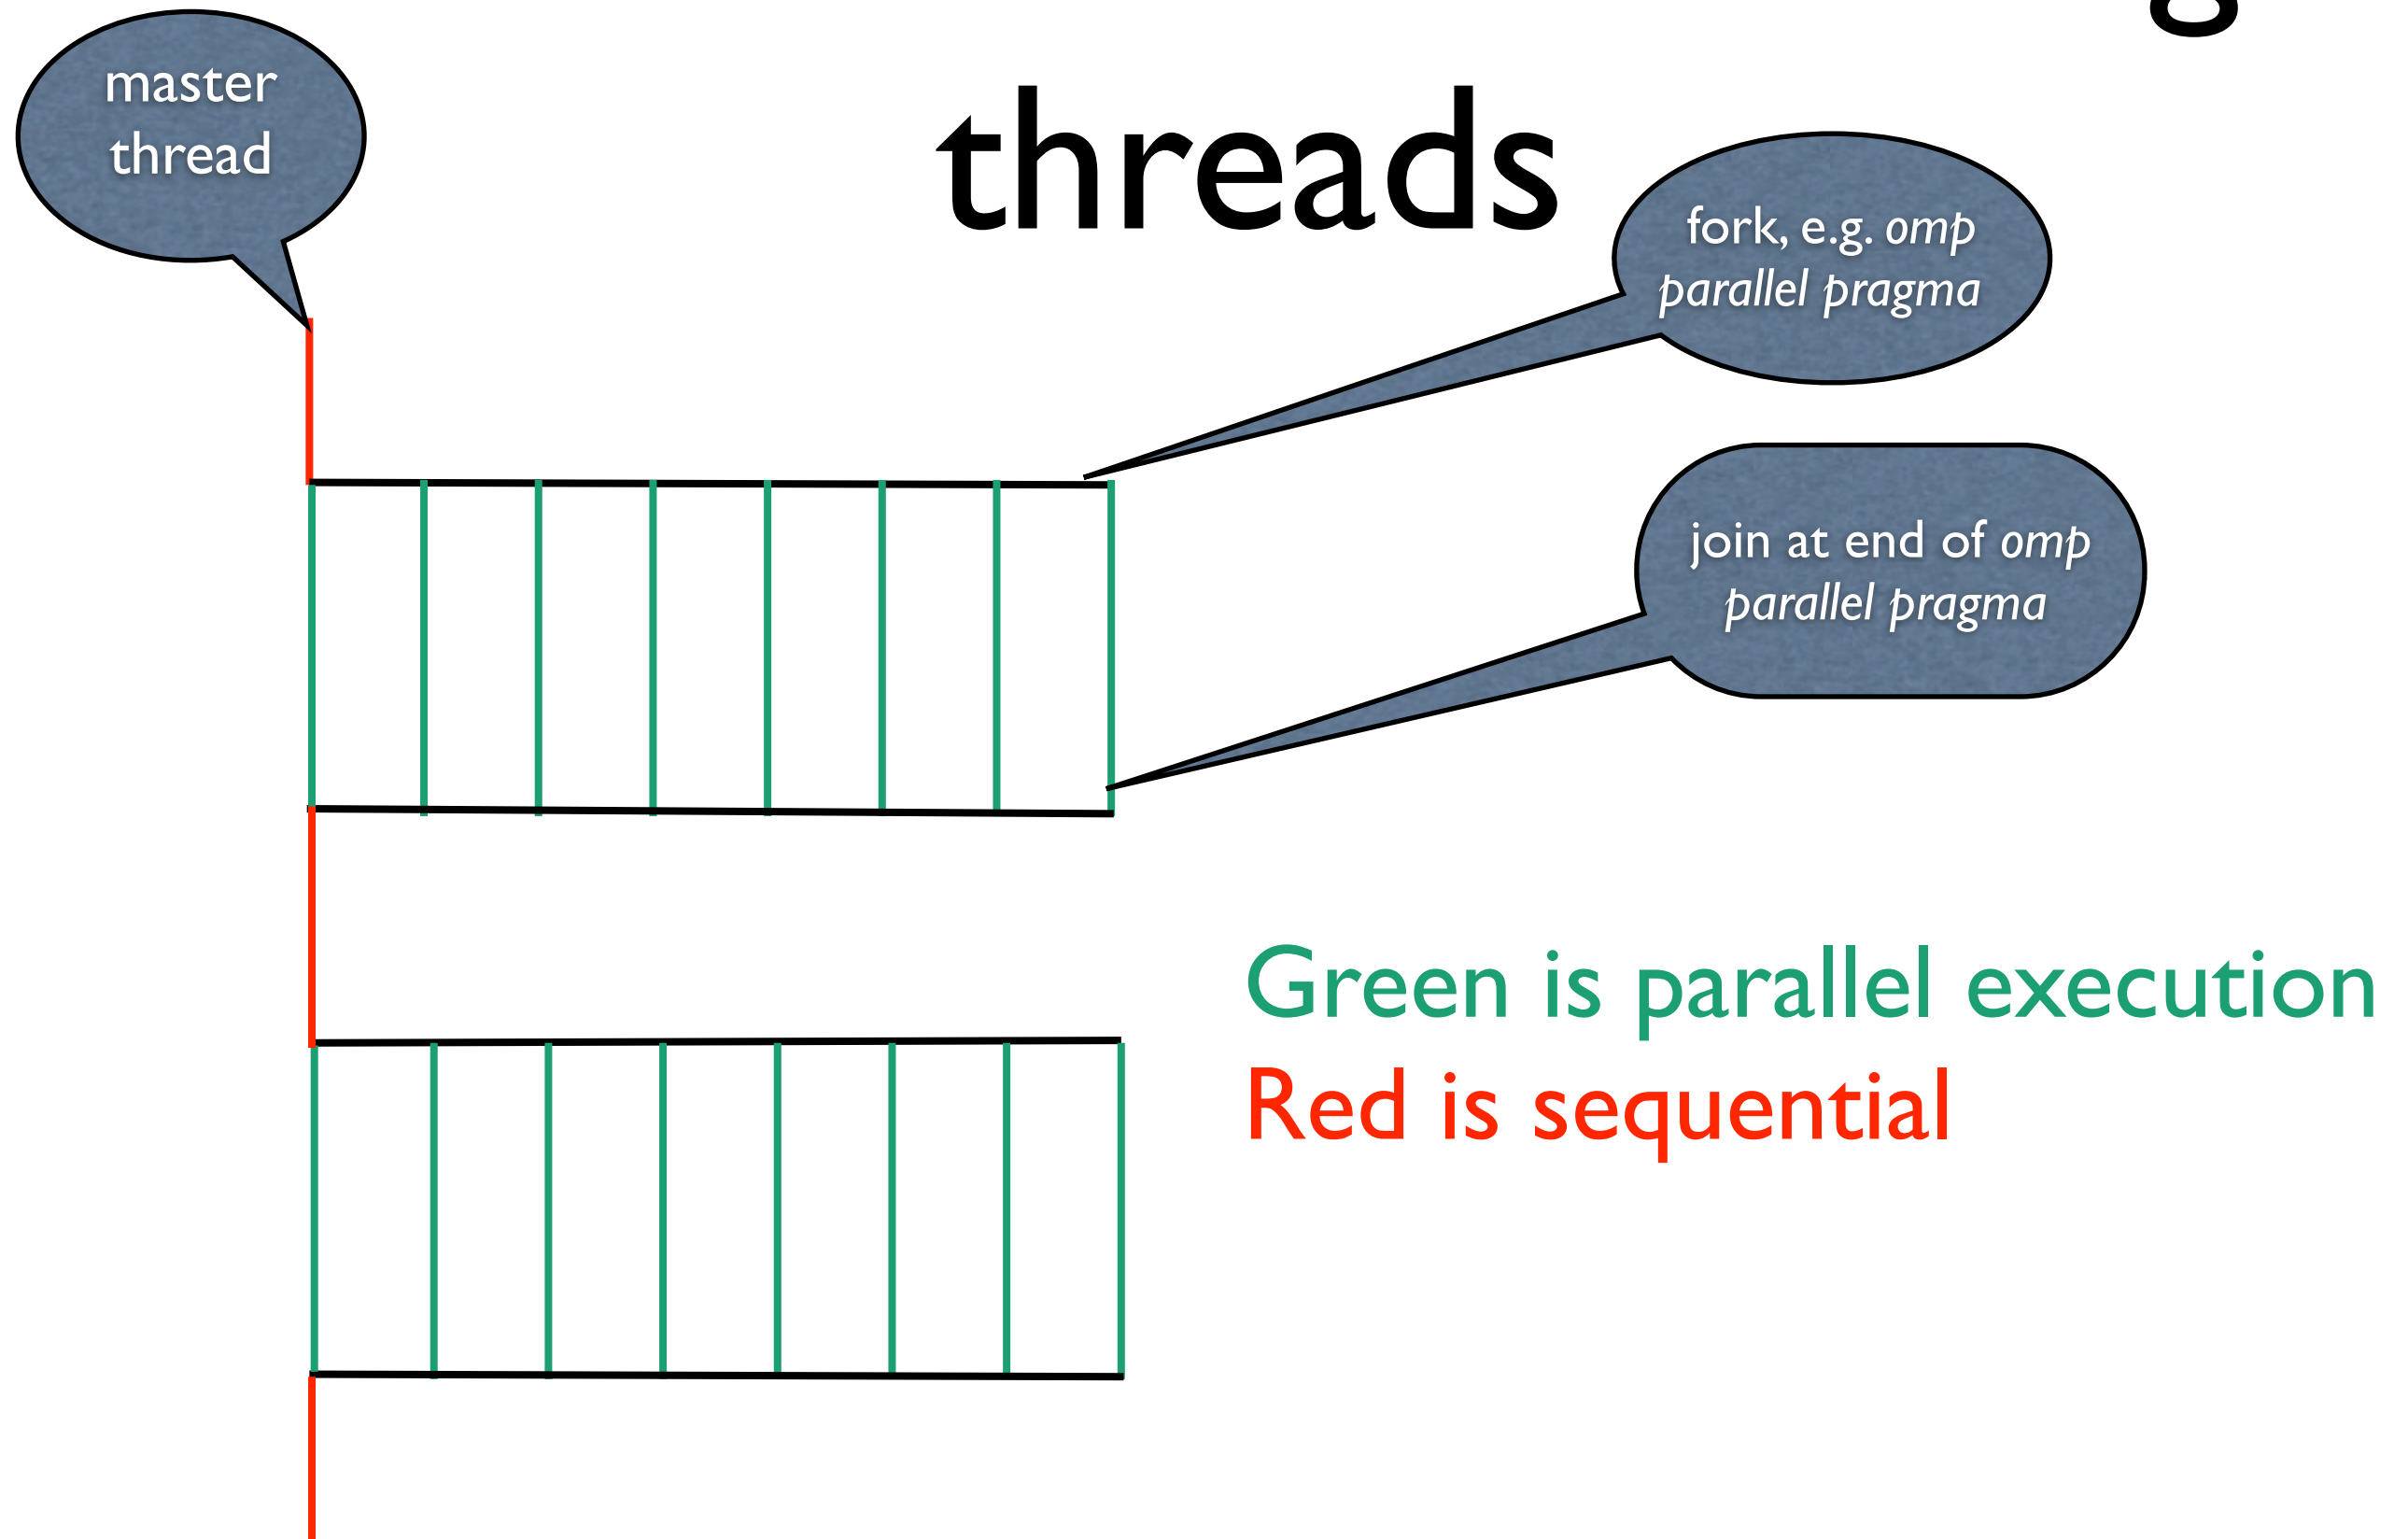 threads
master
thread
fork, e.g. omp
parallel pragma
join at end of omp
parallel pragma
Green is parallel execution
Red is sequential